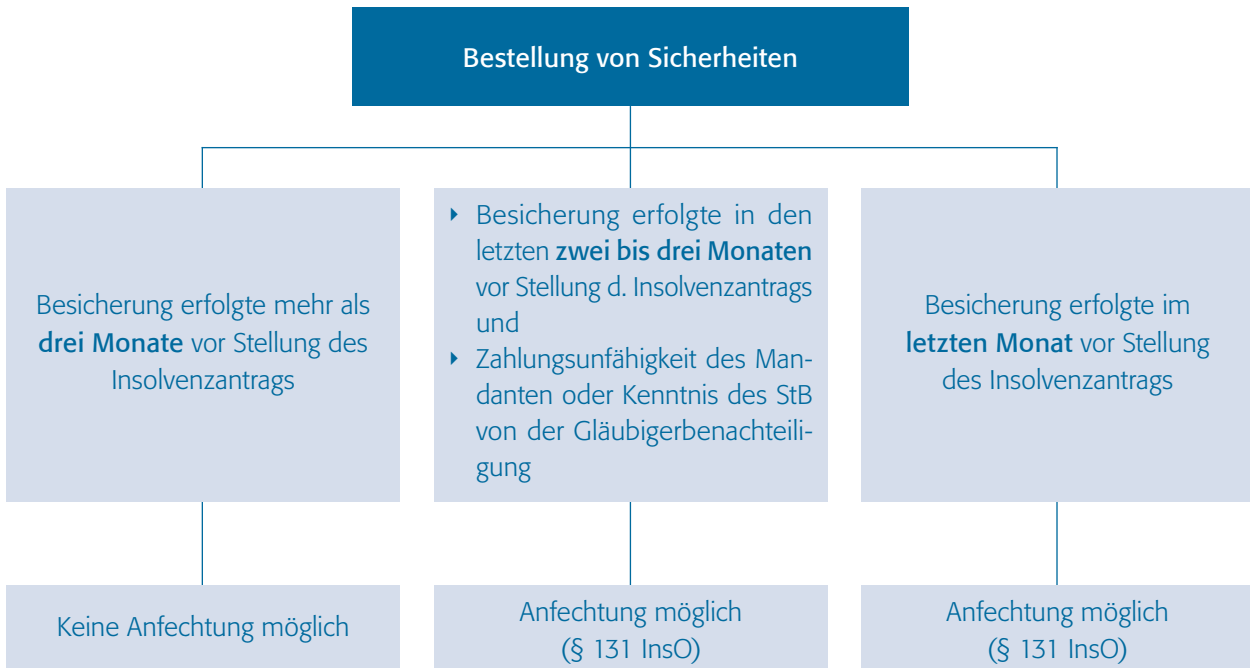 Bestellung von Sicherheiten
Besicherung erfolgte mehr als
drei Monate vor Stellung des
Insolvenzantrags
‣ Besicherung erfolgte in den
letzten zwei bis drei Monaten
vor Stellung d. Insolvenzantrags
und
‣ Zahlungsunfähigkeit des Man-
danten oder Kenntnis des StB
von der Gläubigerbenachteili-
gung
Besicherung erfolgte im
letzten Monat vor Stellung
des Insolvenzantrags
Keine Anfechtung möglich
Anfechtung möglich
(§ 131 InsO)
Anfechtung möglich
(§ 131 InsO)